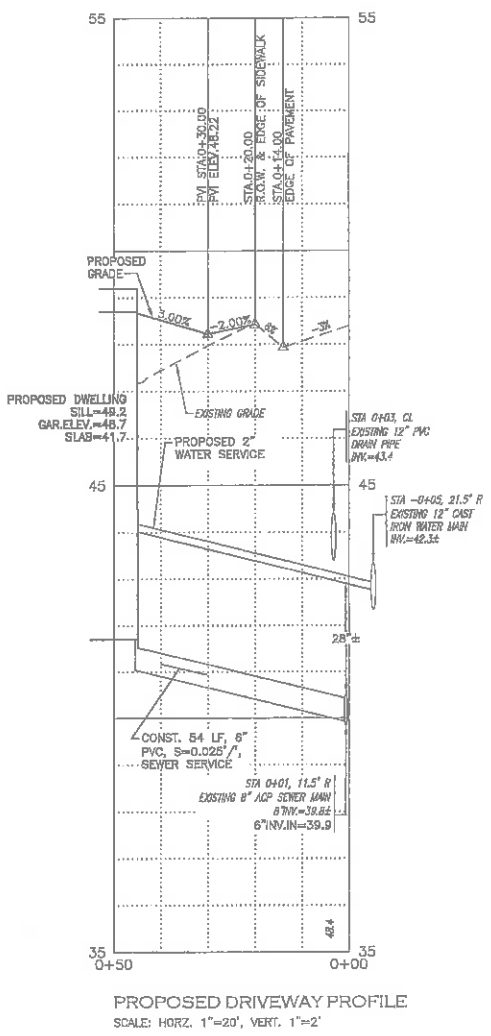 55
55
PVI STA.0+30.00
PVI ELEV.48.22
STA.0+20.00
R.O.W. & EDGE OF SIDEWALK
STA.0+14.00
EDGE OF PAVEMENT
PROPOSED
GRADE
3.00%
-2.00%
-3%
EXISTING GRADE
PROPOSED DWELLING
SILL=49.2
GAR.ELEV.=48.7
SLAB=41.7
PROPOSED 2"
WATER SERVICE
STA 0+03, CL
EXISTING 12" PVC
DRAIN PIPE
INV.=43.4
45
45
STA -0+05, 21.5' R
EXISTING 12" CAST
IRON WATER MAIN
INV.=42.3±
28"±
CONST. 54 LF, 6"
PVC, S=0.025'/',
SEWER SERVICE
STA 0+01, 11.5' R
EXISTING 8" ACP SEWER MAIN
8"INV.=39.8±
6"INV.IN=39.9
48.4
35
35
0+50
0+00
PROPOSED DRIVEWAY PROFILE
SCALE: HORZ. 1"=20', VERT. 1"=2'